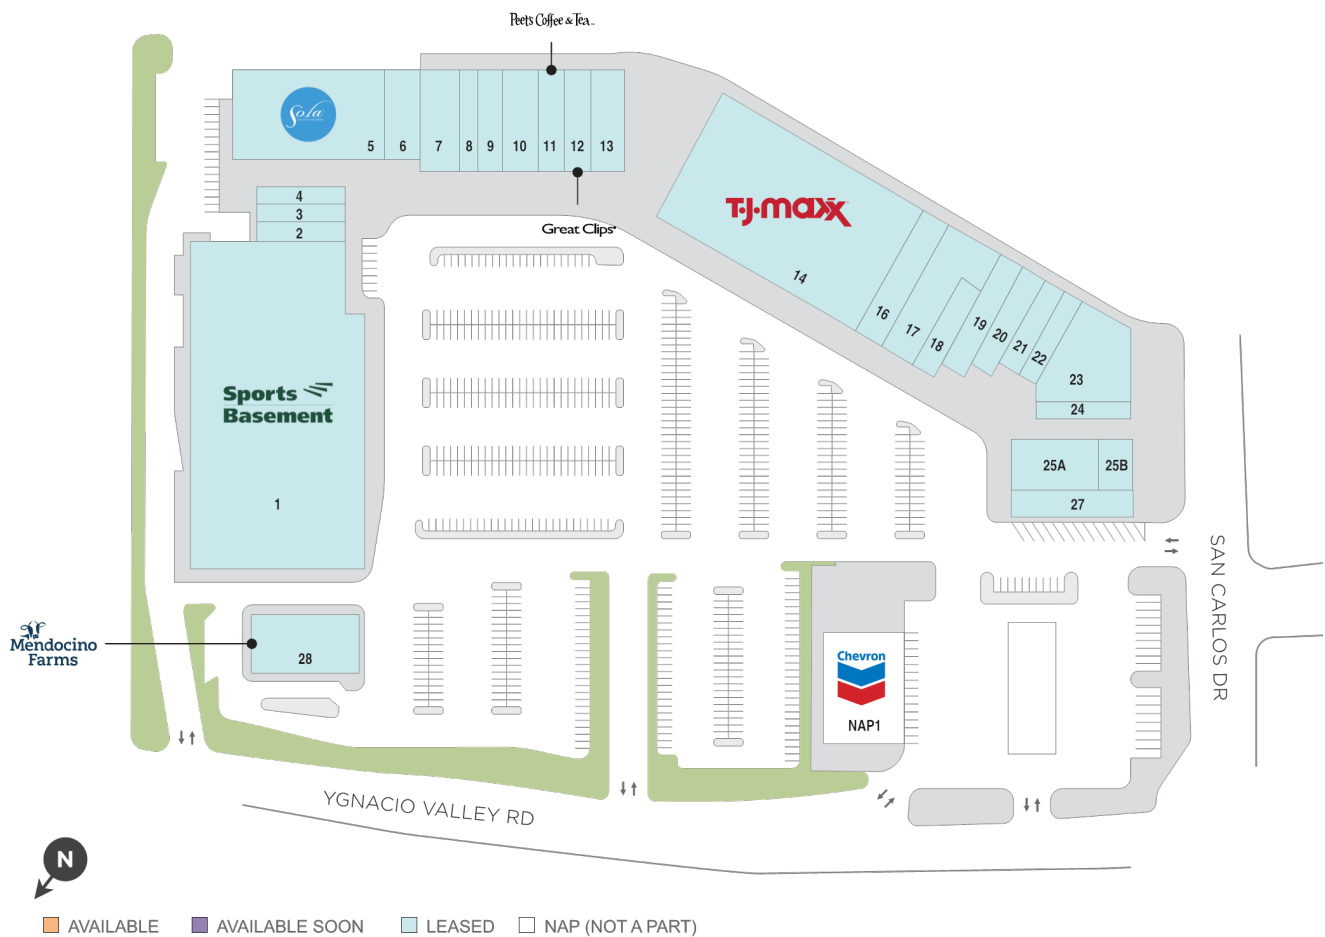 Peet's Coffee & Tea
Sola
5
6
7
8
9
10
11
12
13
4
3
2
Great Clips
T.J.maxx
14
16
17
18
19
20
21
22
23
24
Sports
Basement
1
25A
25B
27
SAN CARLOS DR
Mendocino
Farms
28
Chevron
NAP1
YGNACIO VALLEY RD
N
AVAILABLE
AVAILABLE SOON
LEASED
NAP (NOT A PART)